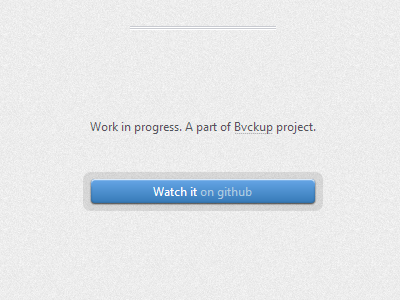 Work in progress. A part of Bvckup project.
Watch it on github